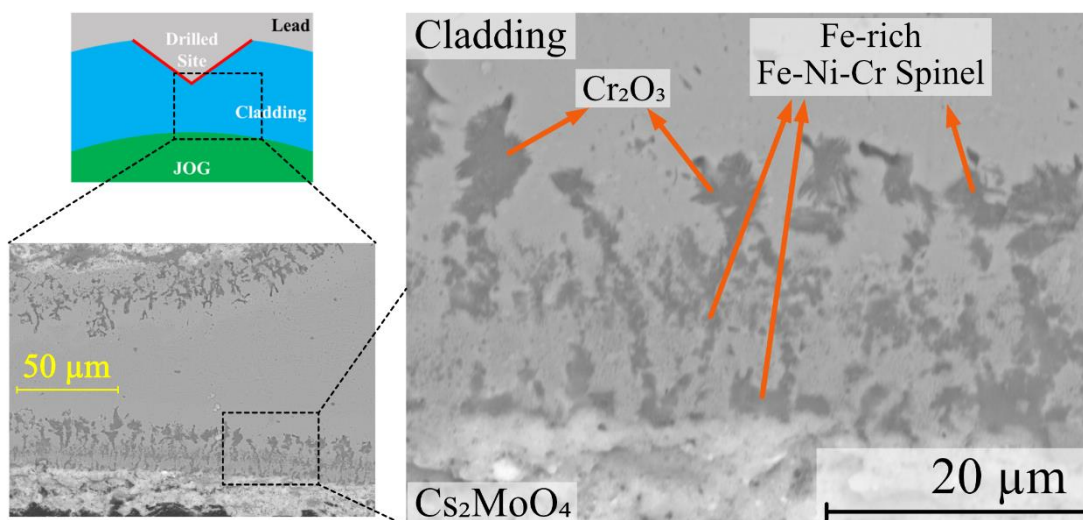 Lead
Drilled
Site
Cladding
JOG
50 μm
Cladding
Cr₂O₃
Fe-rich
Fe-Ni-Cr Spinel
Cs₂MoO₄
20 μm